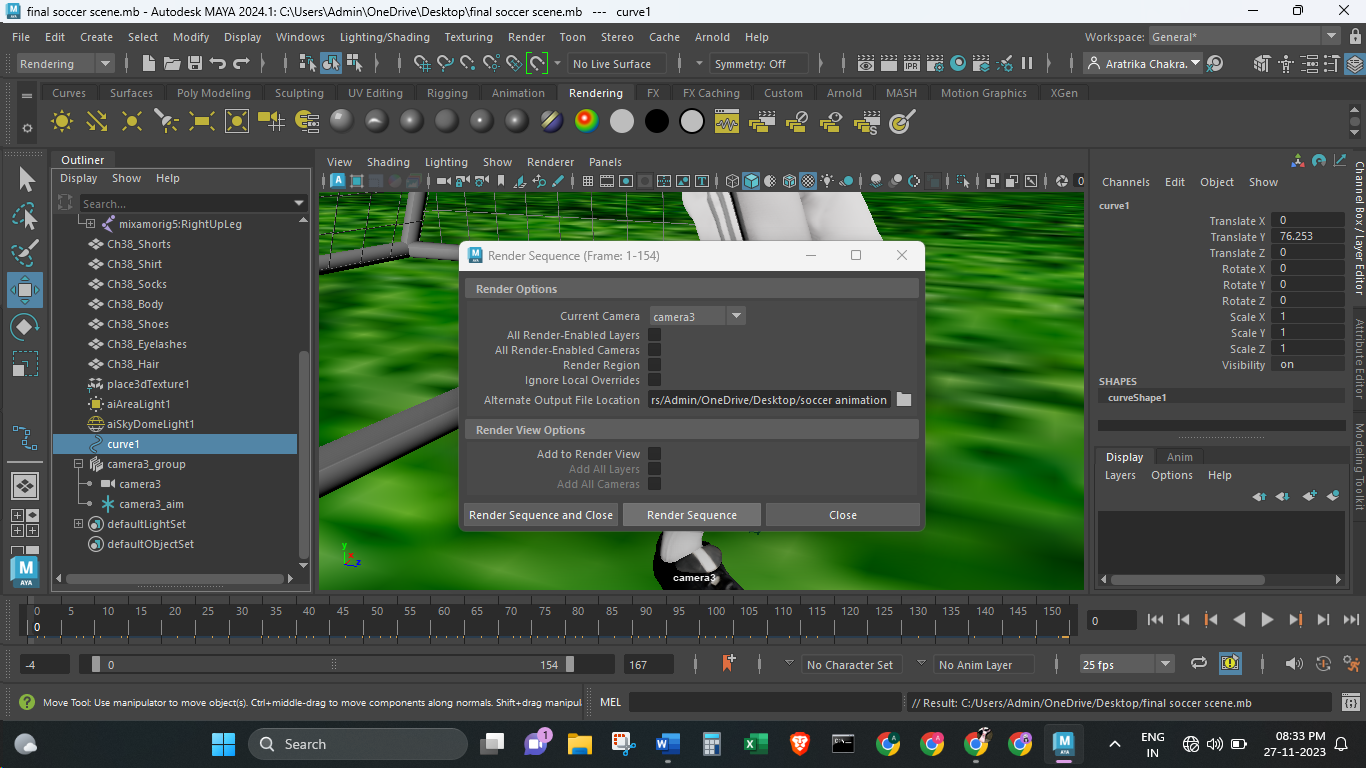 final soccer scene.mb - Autodesk MAYA 2024.1: C:\Users\Admin\OneDrive\Desktop\final soccer scene.mb --- curve1
File Edit Create Select Modify Display Windows Lighting/Shading Texturing Render Toon Stereo Cache Arnold Help
Workspace: General*
Rendering
No Live Surface
Symmetry: Off
IPR
Aratrika Chakra.
Curves Surfaces Poly Modeling Sculpting UV Editing Rigging Animation Rendering FX FX Caching Custom Arnold MASH Motion Graphics XGen
Outliner
Display Show Help
Search...
mixamorig5:RightUpLeg
Ch38_Shorts
Ch38_Shirt
Ch38_Socks
Ch38_Body
Ch38_Shoes
Ch38_Eyelashes
Ch38_Hair
place3dTexture1
aiAreaLight1
aiSkyDomeLight1
curve1
camera3_group
camera3
camera3_aim
defaultLightSet
defaultObjectSet
View Shading Lighting Show Renderer Panels
0
Render Sequence (Frame: 1-154)
Render Options
Current Camera camera3
All Render-Enabled Layers
All Render-Enabled Cameras
Render Region
Ignore Local Overrides
Alternate Output File Location rs/Admin/OneDrive/Desktop/soccer animation
Render View Options
Add to Render View
Add All Layers
Add All Cameras
Render Sequence and Close Render Sequence Close
camera3
y x z
Channels Edit Object Show
curve1
Translate X 0
Translate Y 76.253
Translate Z 0
Rotate X 0
Rotate Y 0
Rotate Z 0
Scale X 1
Scale Y 1
Scale Z 1
Visibility on
SHAPES
curveShape1
Display Anim
Layers Options Help
Channel Box / Layer Editor
Attribute Editor
Modeling Toolkit
M
AYA
0 5 10 15 20 25 30 35 40 45 50 55 60 65 70 75 80 85 90 95 100 105 110 115 120 125 130 135 140 145 150
0
0
-4 0 154 167
No Character Set
No Anim Layer
25 fps
Move Tool: Use manipulator to move object(s). Ctrl+middle-drag to move components along normals. Shift+drag manipul
MEL
// Result: C:/Users/Admin/OneDrive/Desktop/final soccer scene.mb
Search
1
ENG
IN
08:33 PM
27-11-2023